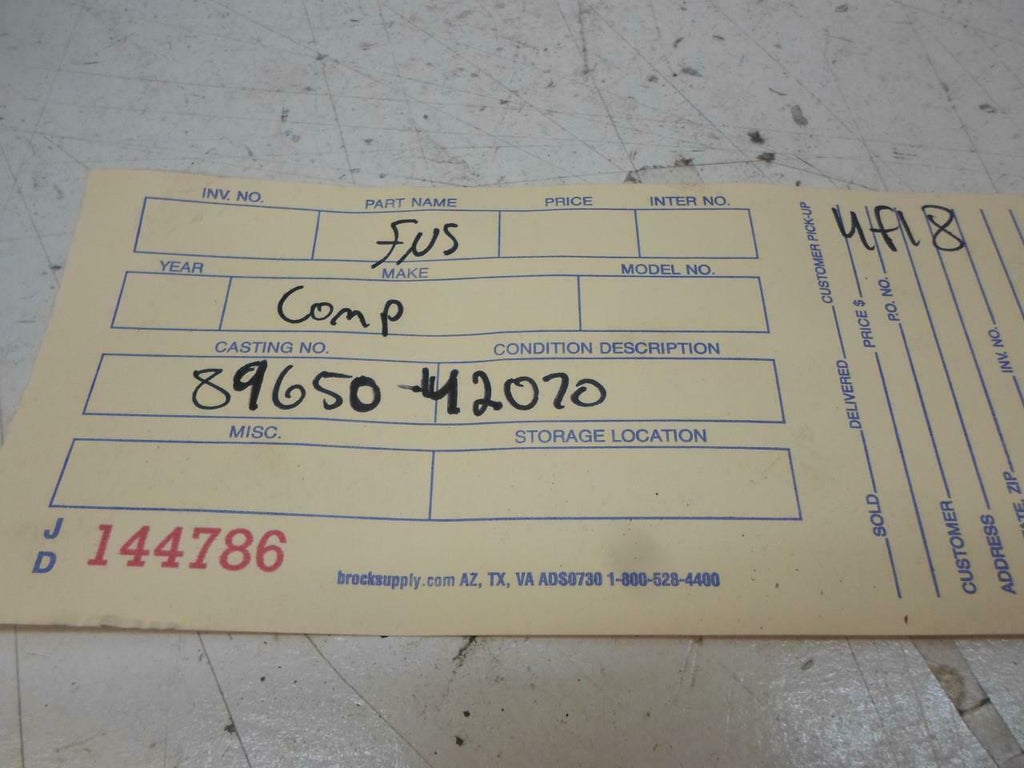 INV. NO. PART NAME PRICE INTER NO.
FUS
YEAR MAKE MODEL NO.
Comp
CASTING NO. CONDITION DESCRIPTION
89650-42070
MISC. STORAGE LOCATION
J D 144786
brocksupply.com AZ, TX, VA ADS0730 1-800-528-4400
SOLD DELIVERED CUSTOMER PICK-UP
PRICE $
P.O. NO.
CUSTOMER
ADDRESS INV. NO.
ZIP